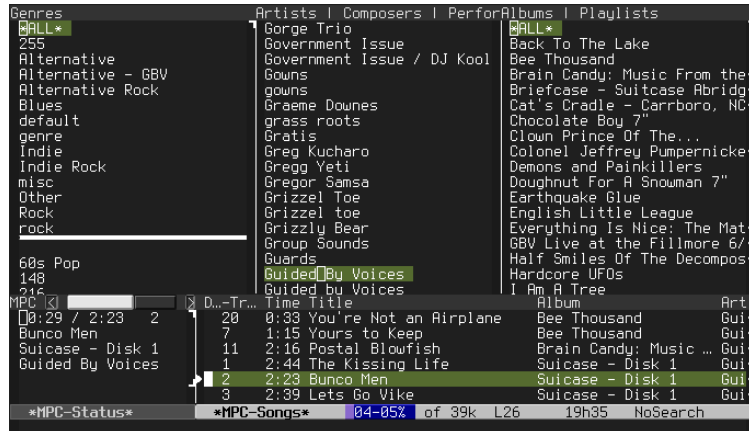 Genres
*ALL*
255
Alternative
Alternative - GBV
Alternative Rock
Blues
default
genre
Indie
Indie Rock
misc
Other
Rock
rock
60s Pop
148
216
Artists | Composers | Perfor
Gorge Trio
Government Issue
Government Issue / DJ Kool
Gowns
gowns
Graeme Downes
grass roots
Gratis
Greg Kucharo
Gregg Yeti
Gregor Samsa
Grizzel Toe
Grizzel toe
Grizzly Bear
Group Sounds
Guards
Guided By Voices
Guided by Voices
Albums | Playlists
*ALL*
Back To The Lake
Bee Thousand
Brain Candy: Music From the
Briefcase - Suitcase Abridg
Cat's Cradle - Carrboro, NC
Chocolate Boy 7"
Clown Prince Of The...
Colonel Jeffrey Pumpernicke
Demons and Painkillers
Doughnut For A Snowman 7"
Earthquake Glue
English Little League
Everything Is Nice: The Mat
GBV Live at the Fillmore 6/
Half Smiles Of The Decompos
Hardcore UFOs
I Am A Tree
MPC
0:29 / 2:23 2
Bunco Men
Suicase - Disk 1
Guided By Voices
D...-Tr... Time Title Album Art
20 0:33 You're Not an Airplane Bee Thousand Gui
7 1:15 Yours to Keep Bee Thousand Gui
11 2:16 Postal Blowfish Brain Candy: Music ... Gui
1 2:44 The Kissing Life Suicase - Disk 1 Gui
2 2:23 Bunco Men Suicase - Disk 1 Gui
3 2:39 Lets Go Vike Suicase - Disk 1 Gui
*MPC-Status* *MPC-Songs* 04-05% of 39k L26 19h35 NoSearch